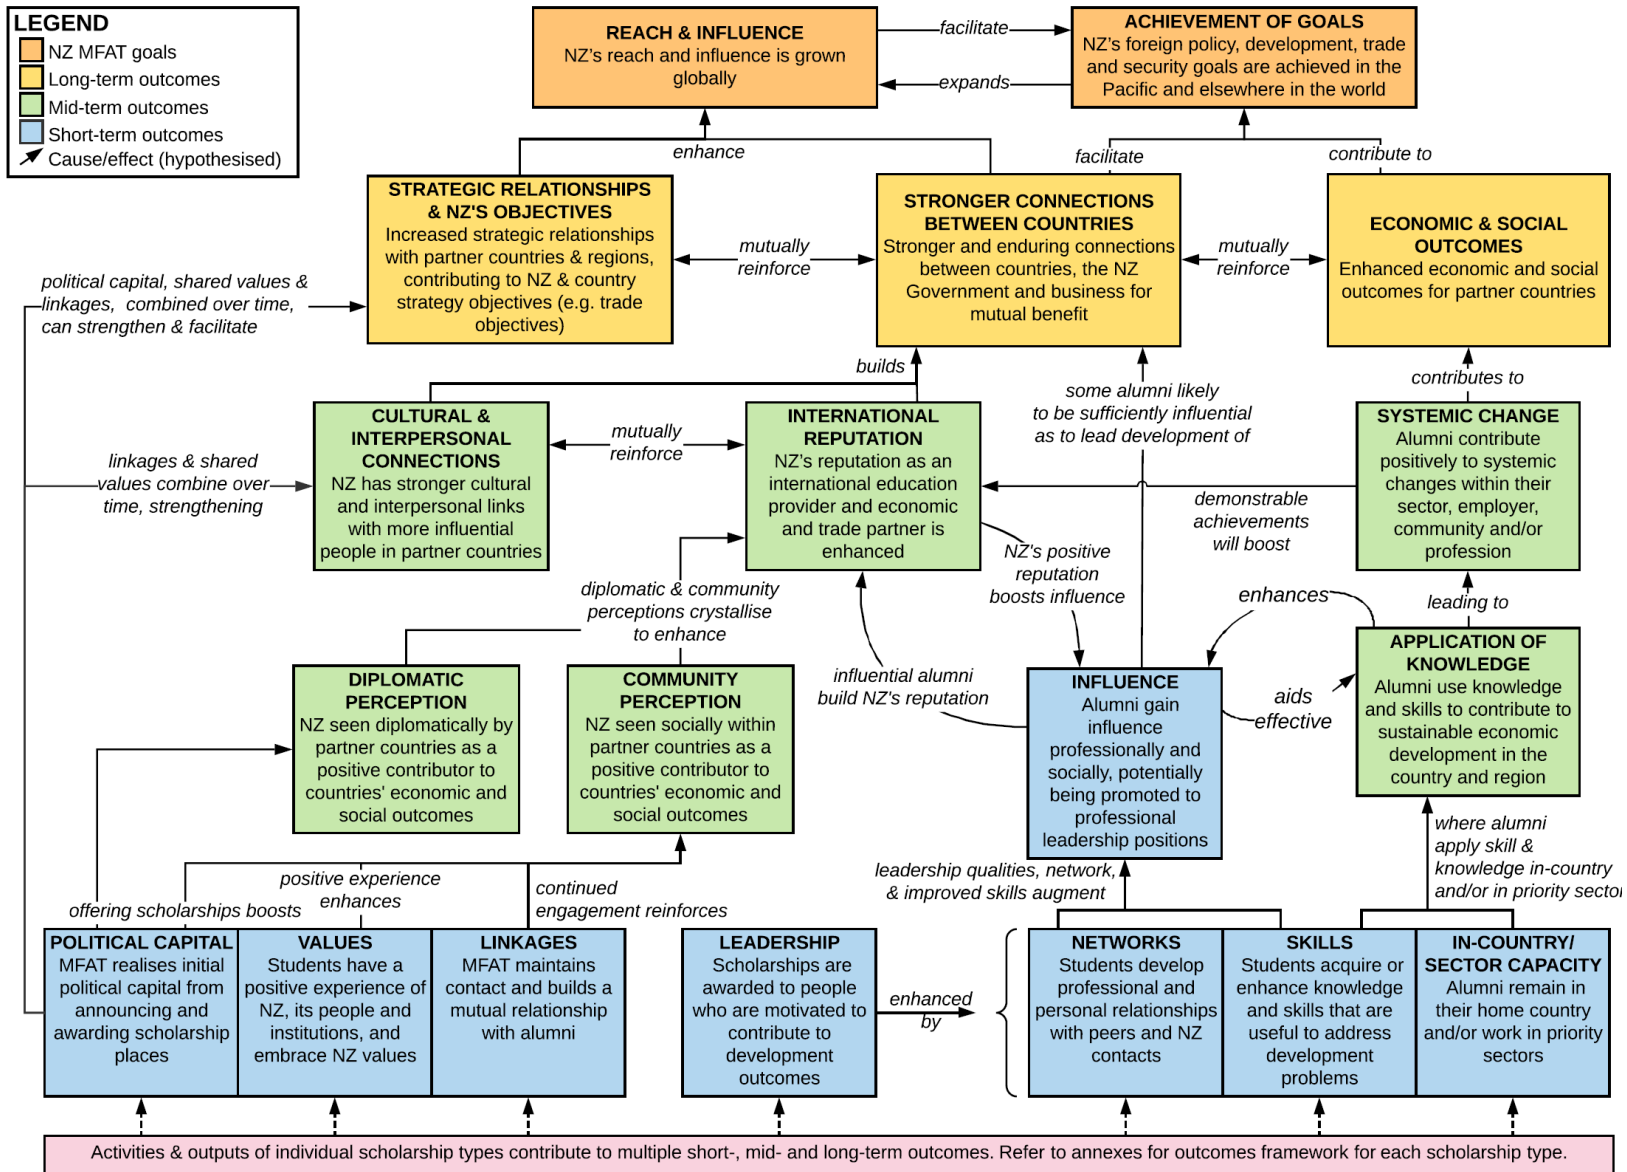 LEGEND
NZ MFAT goals
Long-term outcomes
Mid-term outcomes
Short-term outcomes
Cause/effect (hypothesised)
REACH & INFLUENCE
NZ's reach and influence is grown
globally
facilitate
expands
ACHIEVEMENT OF GOALS
NZ's foreign policy, development, trade
and security goals are achieved in the
Pacific and elsewhere in the world
enhance
facilitate
contribute to
STRATEGIC RELATIONSHIPS
& NZ'S OBJECTIVES
Increased strategic relationships
with partner countries & regions,
contributing to NZ & country
strategy objectives (e.g. trade
objectives)
mutually
reinforce
STRONGER CONNECTIONS
BETWEEN COUNTRIES
Stronger and enduring connections
between countries, the NZ
Government and business for
mutual benefit
mutually
reinforce
ECONOMIC & SOCIAL
OUTCOMES
Enhanced economic and social
outcomes for partner countries
political capital, shared values &
linkages, combined over time,
can strengthen & facilitate
builds
some alumni likely
to be sufficiently influential
as to lead development of
contributes to
linkages & shared
values combine over
time, strengthening
CULTURAL &
INTERPERSONAL
CONNECTIONS
NZ has stronger cultural
and interpersonal links
with more influential
people in partner countries
mutually
reinforce
INTERNATIONAL
REPUTATION
NZ's reputation as an
international education
provider and economic
and trade partner is
enhanced
demonstrable
achievements
will boost
SYSTEMIC CHANGE
Alumni contribute
positively to systemic
changes within their
sector, employer,
community and/or
profession
NZ's positive
reputation
boosts influence
diplomatic & community
perceptions crystallise
to enhance
enhances
leading to
influential alumni
build NZ's reputation
aids
effective
DIPLOMATIC
PERCEPTION
NZ seen diplomatically by
partner countries as a
positive contributor to
countries' economic and
social outcomes
COMMUNITY
PERCEPTION
NZ seen socially within
partner countries as a
positive contributor to
countries' economic and
social outcomes
INFLUENCE
Alumni gain
influence
professionally and
socially, potentially
being promoted to
professional
leadership positions
APPLICATION OF
KNOWLEDGE
Alumni use knowledge
and skills to contribute to
sustainable economic
development in the
country and region
offering scholarships boosts
positive experience
enhances
continued
engagement reinforces
leadership qualities, network,
& improved skills augment
where alumni
apply skill &
knowledge in-country
and/or in priority sector
POLITICAL CAPITAL
MFAT realises initial
political capital from
announcing and
awarding scholarship
places
VALUES
Students have a
positive experience of
NZ, its people and
institutions, and
embrace NZ values
LINKAGES
MFAT maintains
contact and builds a
mutual relationship
with alumni
LEADERSHIP
Scholarships are
awarded to people
who are motivated to
contribute to
development
outcomes
enhanced
by
NETWORKS
Students develop
professional and
personal relationships
with peers and NZ
contacts
SKILLS
Students acquire or
enhance knowledge
and skills that are
useful to address
development
problems
IN-COUNTRY/
SECTOR CAPACITY
Alumni remain in
their home country
and/or work in priority
sectors
Activities & outputs of individual scholarship types contribute to multiple short-, mid- and long-term outcomes. Refer to annexes for outcomes framework for each scholarship type.